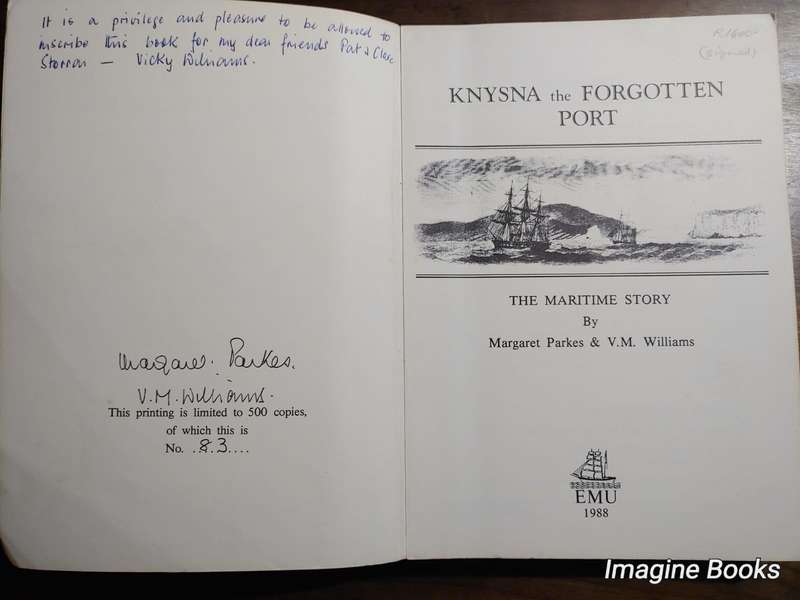 It is a privilege and pleasure to be allowed to
inscribe this book for my dear friends Pat & Clare
Storrar — Vicky Williams.
Margaret Parkes.
V.M. Williams.
This printing is limited to 500 copies,
of which this is
No. .83....
(signed)
KNYSNA the FORGOTTEN
PORT
THE MARITIME STORY
By
Margaret Parkes & V.M. Williams
EMU
1988
Imagine Books